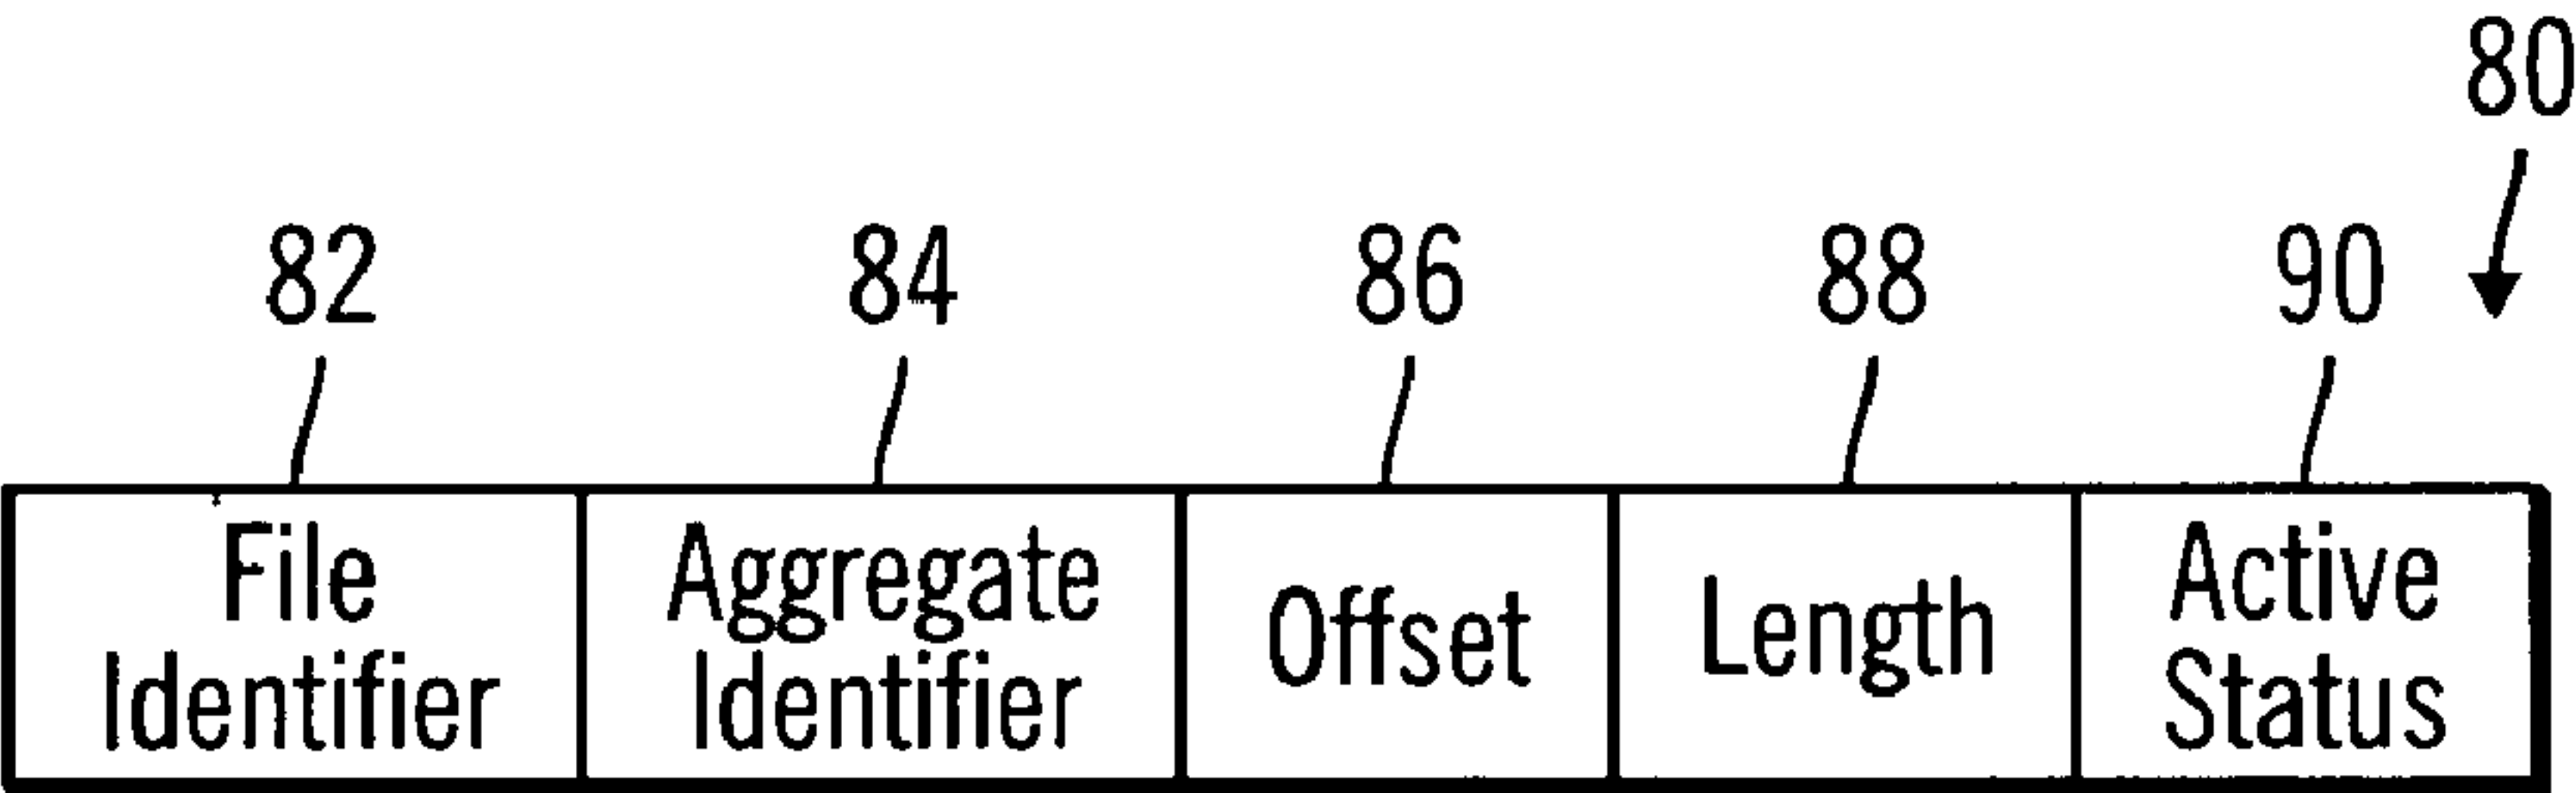 80
82 84 86 88 90
File Identifier
Aggregate Identifier
Offset
Length
Active Status